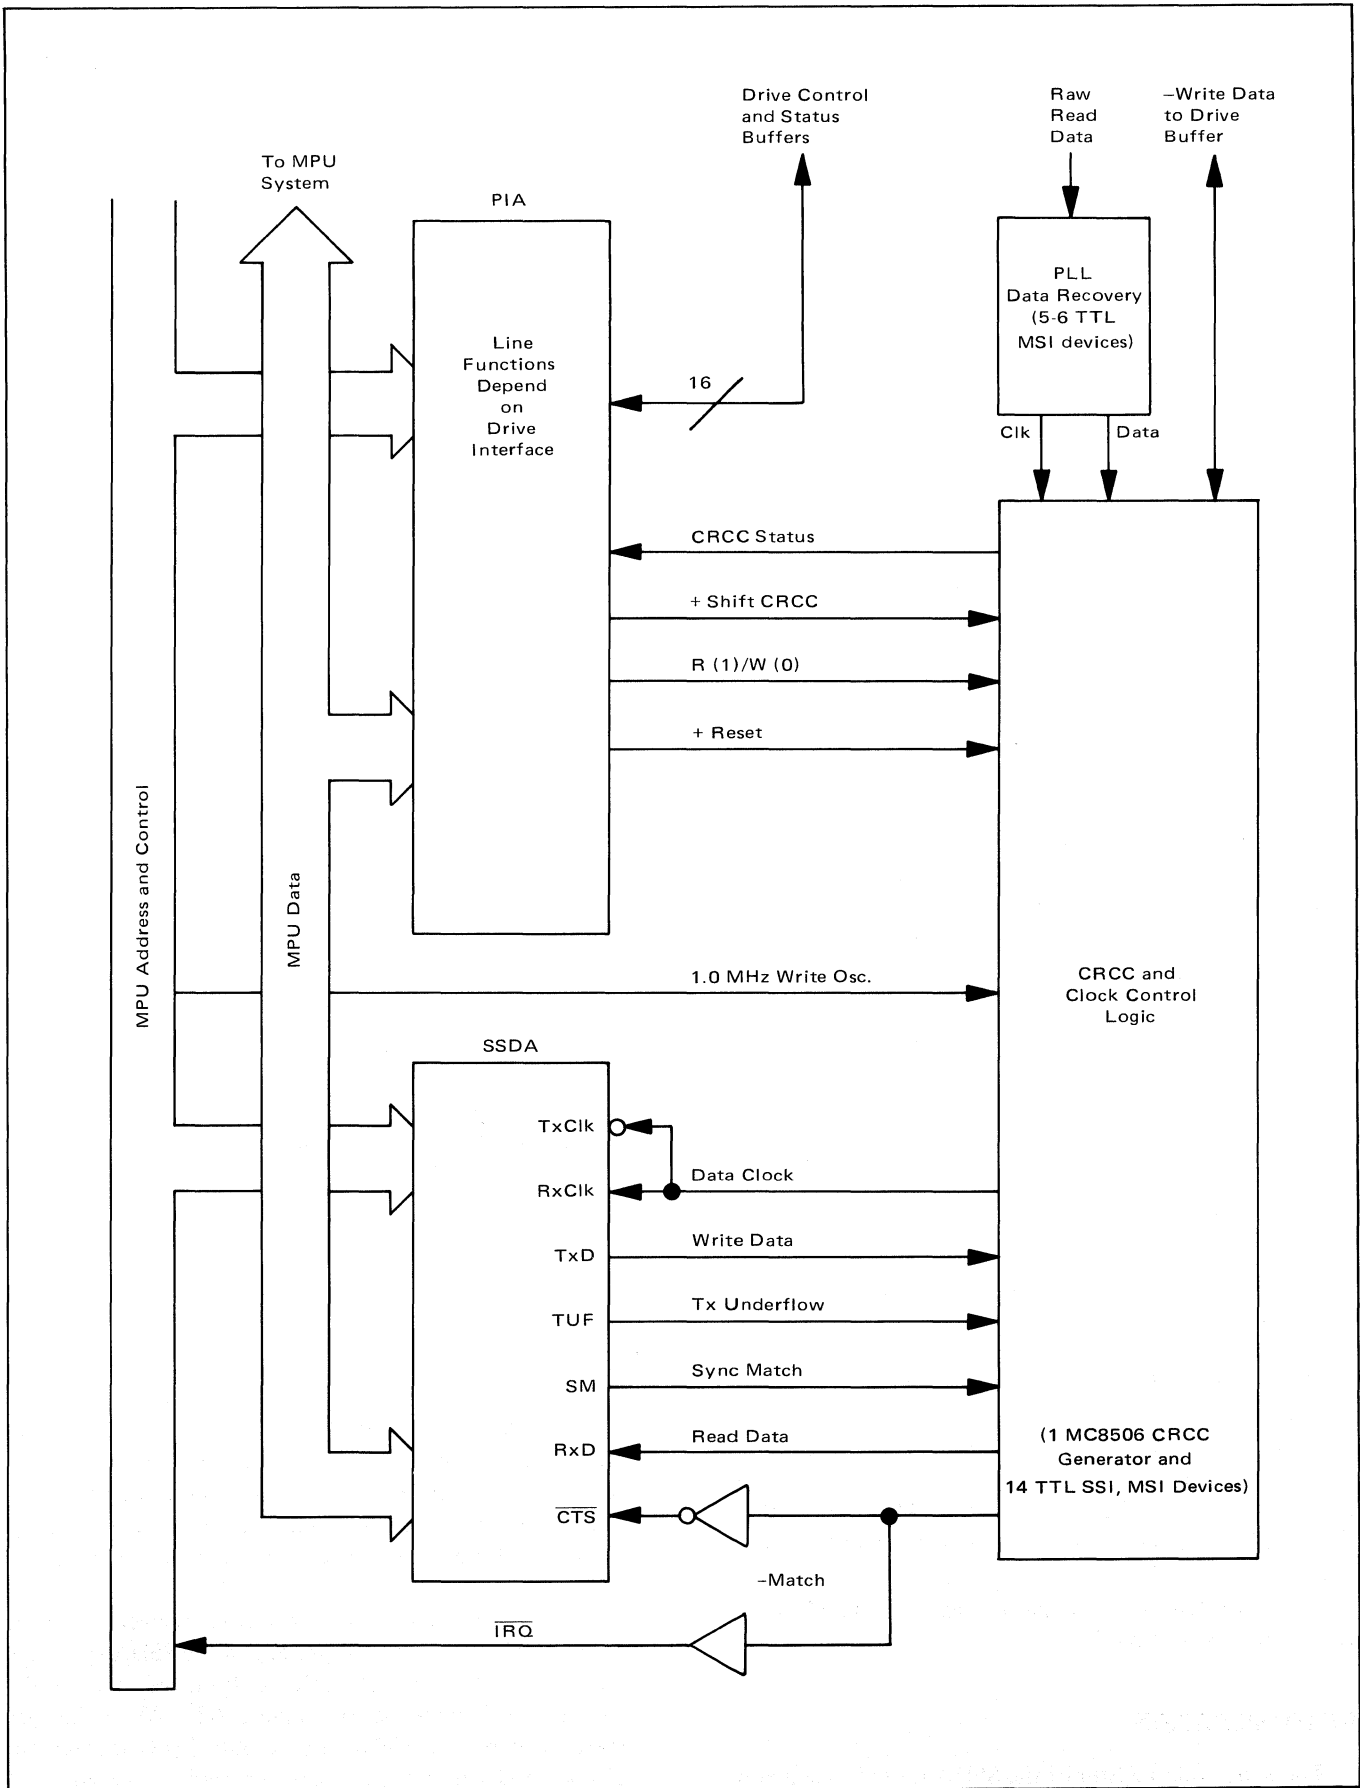 Drive Control
and Status
Buffers
Raw
Read
Data
–Write Data
to Drive
Buffer
To MPU
System
PIA
PLL
Data Recovery
(5-6 TTL
MSI devices)
Line
Functions
Depend
on
Drive
Interface
16
Clk
Data
CRCC Status
+ Shift CRCC
R (1)/W (0)
+ Reset
MPU Address and Control
MPU Data
1.0 MHz Write Osc.
CRCC and
Clock Control
Logic
SSDA
TxClk
RxClk
Data Clock
TxD
Write Data
TUF
Tx Underflow
SM
Sync Match
RxD
Read Data
(1 MC8506 CRCC
Generator and
14 TTL SSI, MSI Devices)
C̅T̅S̅
–Match
I̅R̅Q̅